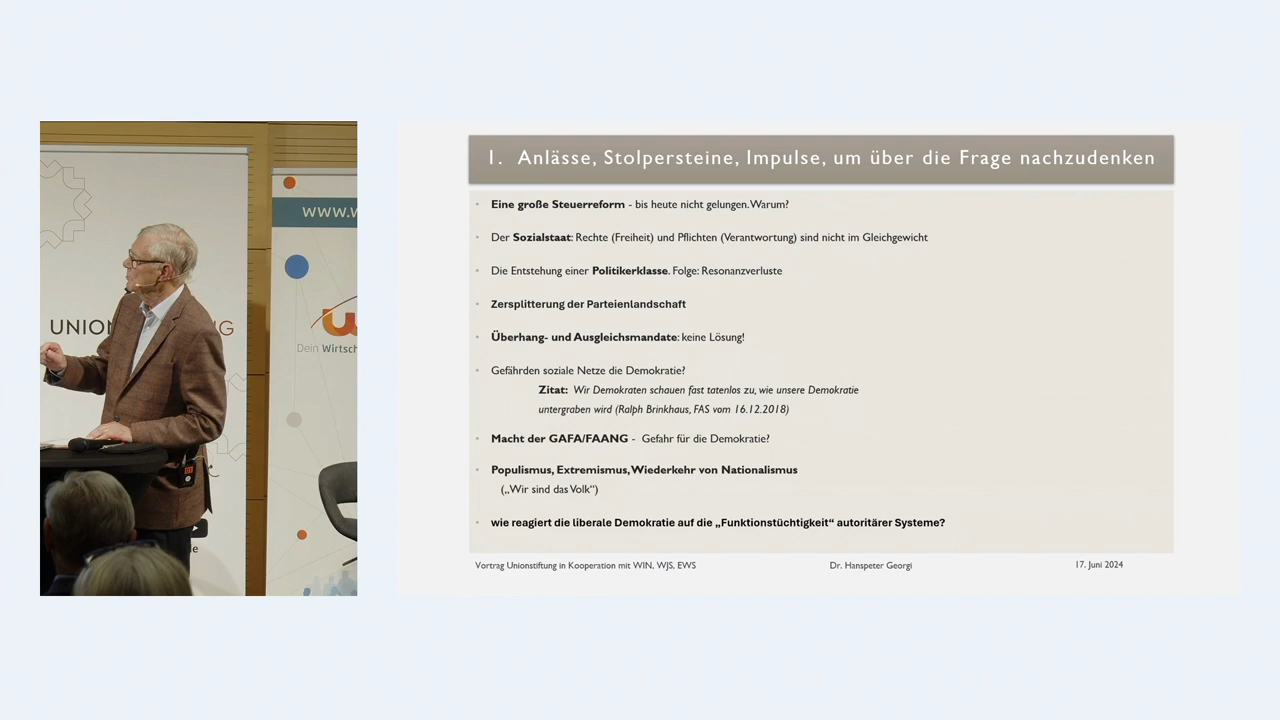 UNION
NG
WWW.W
Dein Wirtsch
ie
1. Anlässe, Stolpersteine, Impulse, um über die Frage nachzudenken
Eine große Steuerreform - bis heute nicht gelungen. Warum?
Der Sozialstaat: Rechte (Freiheit) und Pflichten (Verantwortung) sind nicht im Gleichgewicht
Die Entstehung einer Politikerklasse. Folge: Resonanzverluste
Zersplitterung der Parteienlandschaft
Überhang- und Ausgleichsmandate: keine Lösung!
Gefährden soziale Netze die Demokratie?
Zitat: Wir Demokraten schauen fast tatenlos zu, wie unsere Demokratie
untergraben wird (Ralph Brinkhaus, FAS vom 16.12.2018)
Macht der GAFA/FAANG - Gefahr für die Demokratie?
Populismus, Extremismus, Wiederkehr von Nationalismus
(„Wir sind das Volk“)
wie reagiert die liberale Demokratie auf die „Funktionstüchtigkeit“ autoritärer Systeme?
Vortrag Unionstiftung in Kooperation mit WIN, WJS, EWS
Dr. Hanspeter Georgi
17. Juni 2024